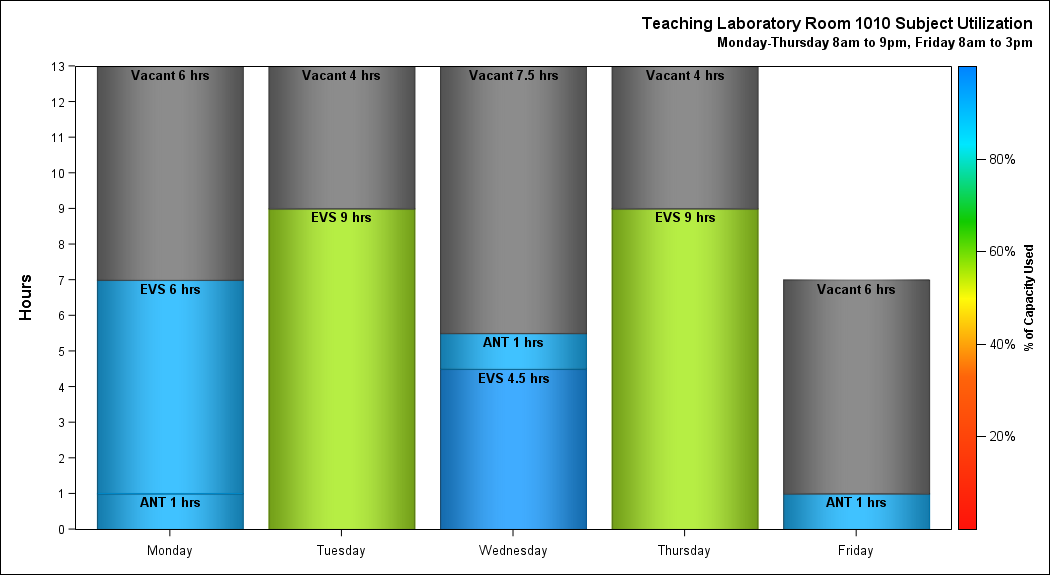 Teaching Laboratory Room 1010 Subject Utilization
Monday-Thursday 8am to 9pm, Friday 8am to 3pm
13
12
11
10
9
8
7
6
5
4
3
2
1
0
Hours
Vacant 6 hrs
EVS 6 hrs
ANT 1 hrs
Vacant 4 hrs
EVS 9 hrs
Vacant 7.5 hrs
ANT 1 hrs
EVS 4.5 hrs
Vacant 4 hrs
EVS 9 hrs
Vacant 6 hrs
ANT 1 hrs
Monday
Tuesday
Wednesday
Thursday
Friday
80%
60%
40%
20%
% of Capacity Used